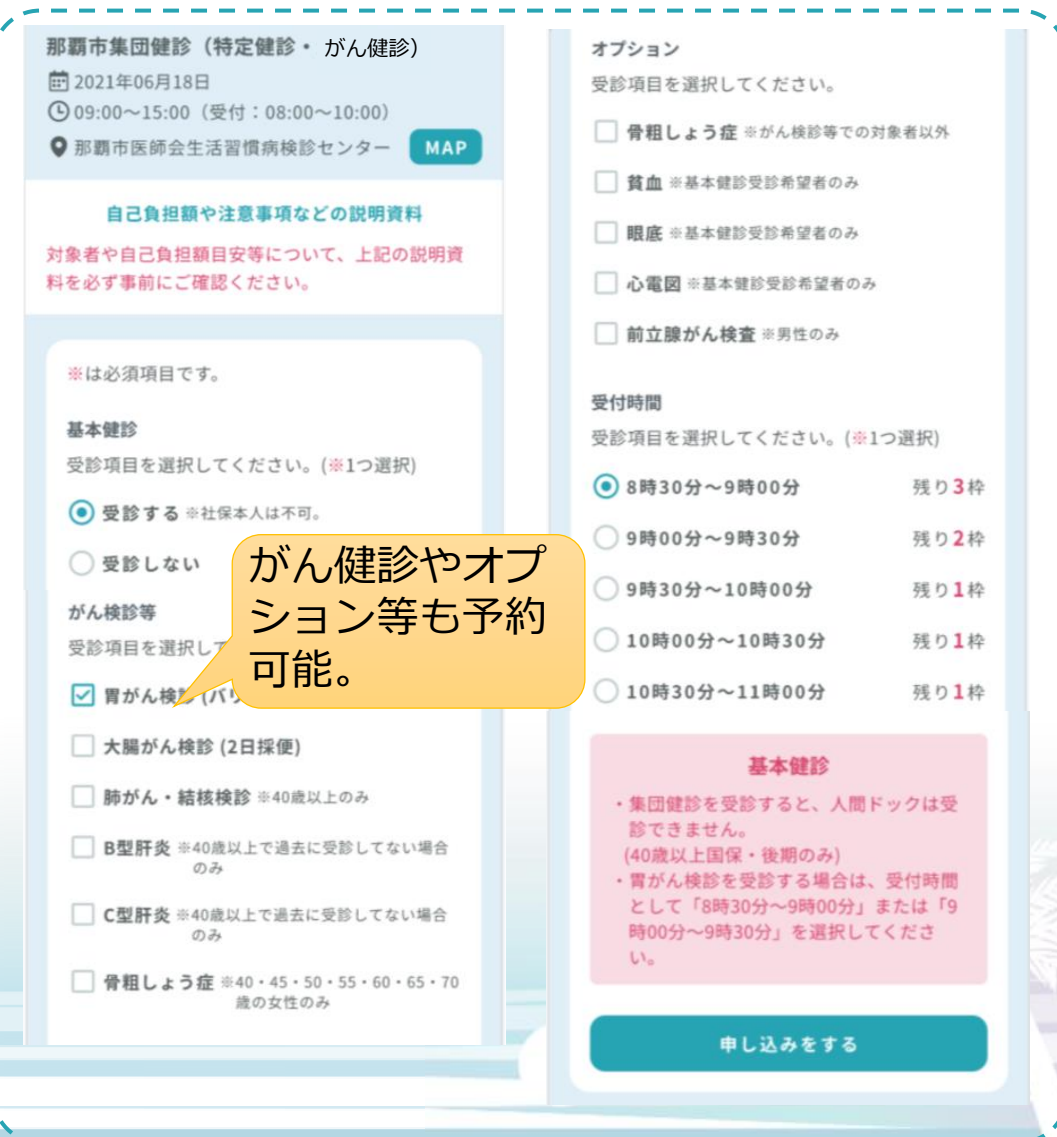 那覇市集団健診（特定健診・ がん健診）
2021年06月18日
09:00〜15:00（受付：08:00〜10:00）
那覇市医師会生活習慣病検診センター
MAP
自己負担額や注意事項などの説明資料
対象者や自己負担額目安等について、上記の説明資
料を必ず事前にご確認ください。
※は必須項目です。
基本健診
受診項目を選択してください。(※1つ選択)
受診する ※社保本人は不可。
受診しない
がん検診等
受診項目を選択し
胃がん検診 (バリ
大腸がん検診 (2日採便)
肺がん・結核検診 ※40歳以上のみ
B型肝炎 ※40歳以上で過去に受診してない場合
のみ
C型肝炎 ※40歳以上で過去に受診してない場合
のみ
骨粗しょう症 ※40・45・50・55・60・65・70
歳の女性のみ
がん健診やオプ
ション等も予約
可能。
オプション
受診項目を選択してください。
骨粗しょう症 ※がん検診等での対象者以外
貧血 ※基本健診受診希望者のみ
眼底 ※基本健診受診希望者のみ
心電図 ※基本健診受診希望者のみ
前立腺がん検査 ※男性のみ
受付時間
受診項目を選択してください。(※1つ選択)
8時30分〜9時00分 残り3枠
9時00分〜9時30分 残り2枠
9時30分〜10時00分 残り1枠
10時00分〜10時30分 残り1枠
10時30分〜11時00分 残り1枠
基本健診
・集団健診を受診すると、人間ドックは受
診できません。
(40歳以上国保・後期のみ)
・胃がん検診を受診する場合は、受付時間
として「8時30分〜9時00分」または「9
時00分〜9時30分」を選択してくださ
い。
申し込みをする